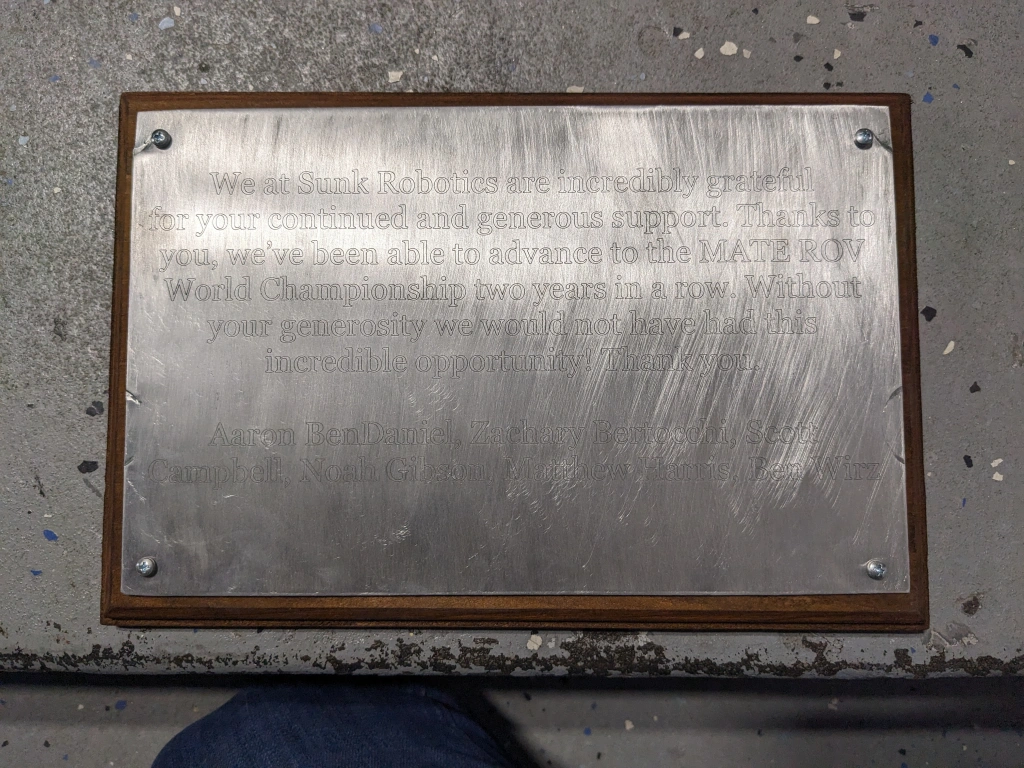 We at Sunk Robotics are incredibly grateful
for your continued and generous support. Thanks to
you, we've been able to advance to the MATE ROV
World Championship two years in a row. Without
your generosity we would not have had this
incredible opportunity! Thank you.
Aaron BenDaniel, Zachary Bertocchi, Scott
Campbell, Noah Gibson, Matthew Harris, Ben Wirz